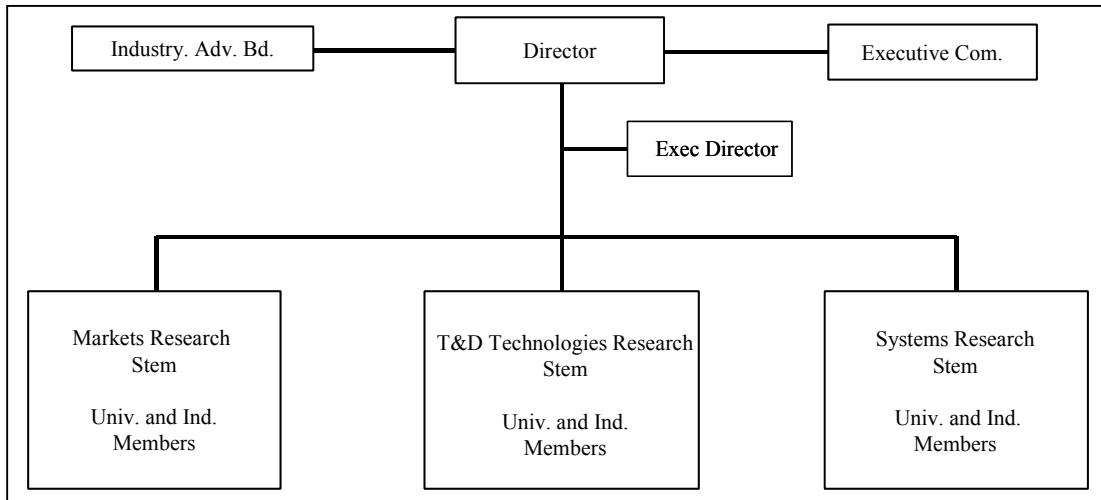 Industry. Adv. Bd.
Director
Executive Com.
Exec Director
Markets Research
Stem
Univ. and Ind.
Members
T&D Technologies Research
Stem
Univ. and Ind.
Members
Systems Research
Stem
Univ. and Ind.
Members